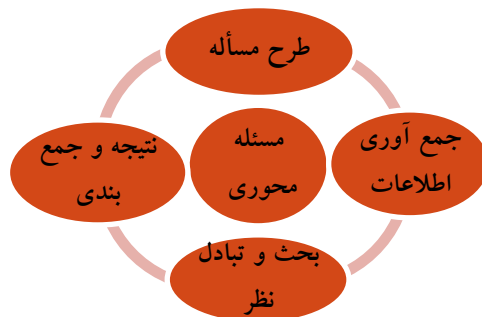 طرح مسأله
جمع آوری
اطلاعات
بحث و تبادل
نظر
نتیجه و جمع
بندی
مسئله
محوری